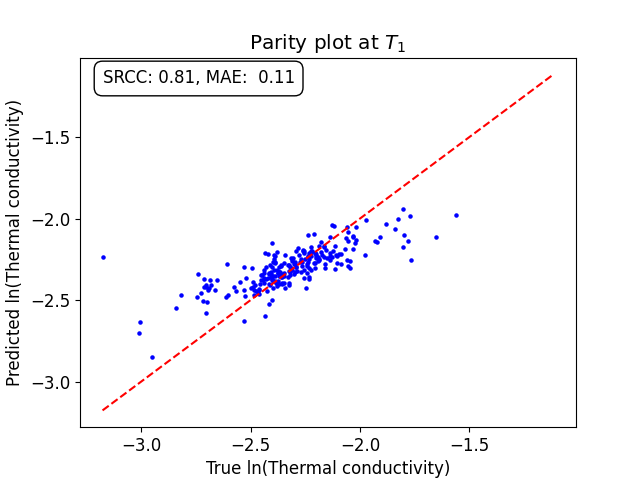 Parity plot at T₁
SRCC: 0.81, MAE:  0.11
Predicted ln(Thermal conductivity)
−1.5
−2.0
−2.5
−3.0
−3.0
−2.5
−2.0
−1.5
True ln(Thermal conductivity)